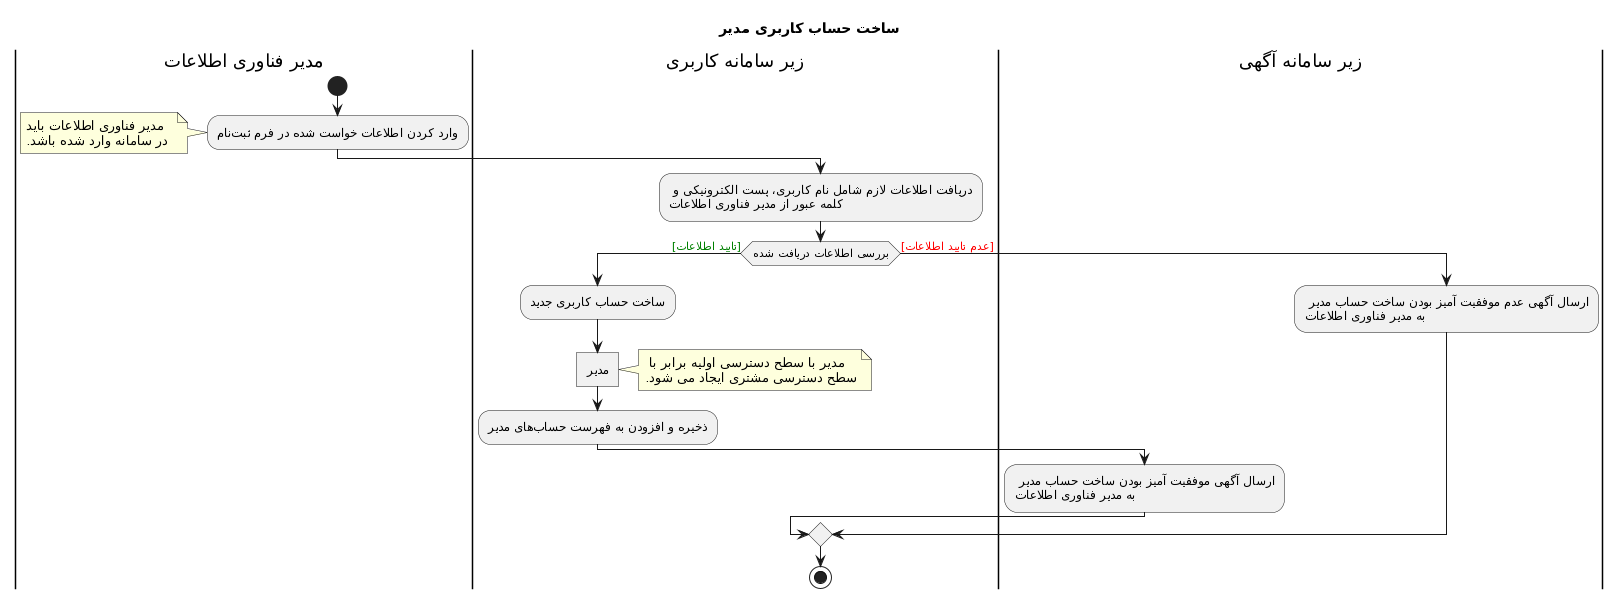 ساخت حساب کاربری مدیر
مدیر فناوری اطلاعات
زیر سامانه کاربری
زیر سامانه آگهی
مدیر فناوری اطلاعات باید
در سامانه وارد شده باشد.
وارد کردن اطلاعات خواست شده در فرم ثبت‌نام
دریافت اطلاعات لازم شامل نام کاربری، پست الکترونیکی و
کلمه عبور از مدیر فناوری اطلاعات
بررسی اطلاعات دریافت شده
[تایید اطلاعات]
[عدم تایید اطلاعات]
ساخت حساب کاربری جدید
مدیر
مدیر با سطح دسترسی اولیه برابر با
سطح دسترسی مشتری ایجاد می شود.
ذخیره و افزودن به فهرست حساب‌های مدیر
ارسال آگهی موفقیت آمیز بودن ساخت حساب مدیر
به مدیر فناوری اطلاعات
ارسال آگهی عدم موفقیت آمیز بودن ساخت حساب مدیر
به مدیر فناوری اطلاعات